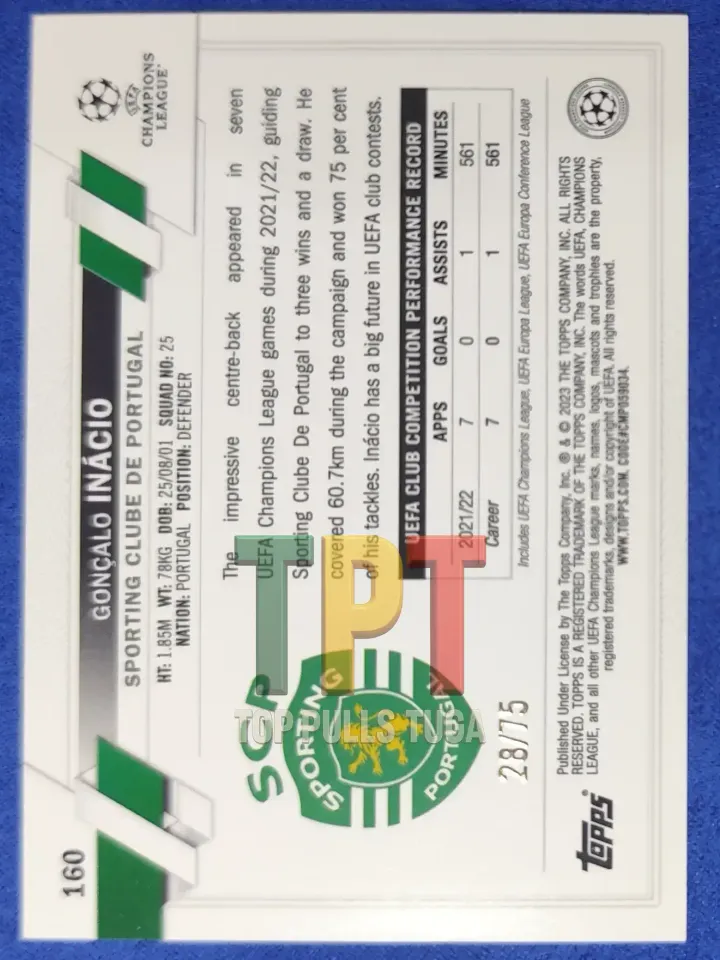 160
GONÇALO INÁCIO
SPORTING CLUBE DE PORTUGAL
HT: 1.85M WT: 78KG DOB: 25/08/01 SQUAD NO: 25
NATION: PORTUGAL POSITION: DEFENDER
UEFA
CHAMPIONS
LEAGUE
The impressive centre-back appeared in seven
UEFA Champions League games during 2021/22, guiding
Sporting Clube De Portugal to three wins and a draw. He
covered 60.7km during the campaign and won 75 per cent
of his tackles. Inácio has a big future in UEFA club contests.
UEFA CLUB COMPETITION PERFORMANCE RECORD
APPS GOALS ASSISTS MINUTES
2021/22 7 0 1 561
Career 7 0 1 561
Includes UEFA Champions League, UEFA Europa League, UEFA Europa Conference League
SCP
SPORTING
PORTUGAL
TPT
TOP PULLS TUSA
28/75
Topps®
Published Under License by The Topps Company, Inc. ® & © 2023 THE TOPPS COMPANY, INC. ALL RIGHTS
RESERVED. TOPPS IS A REGISTERED TRADEMARK OF THE TOPPS COMPANY, INC. The words UEFA, CHAMPIONS
LEAGUE, and all other UEFA Champions League marks, names, logos, mascots and trophies are the property,
registered trademarks, designs and/or copyright of UEFA. All rights reserved.
WWW.TOPPS.COM. CODE#CMP059034.